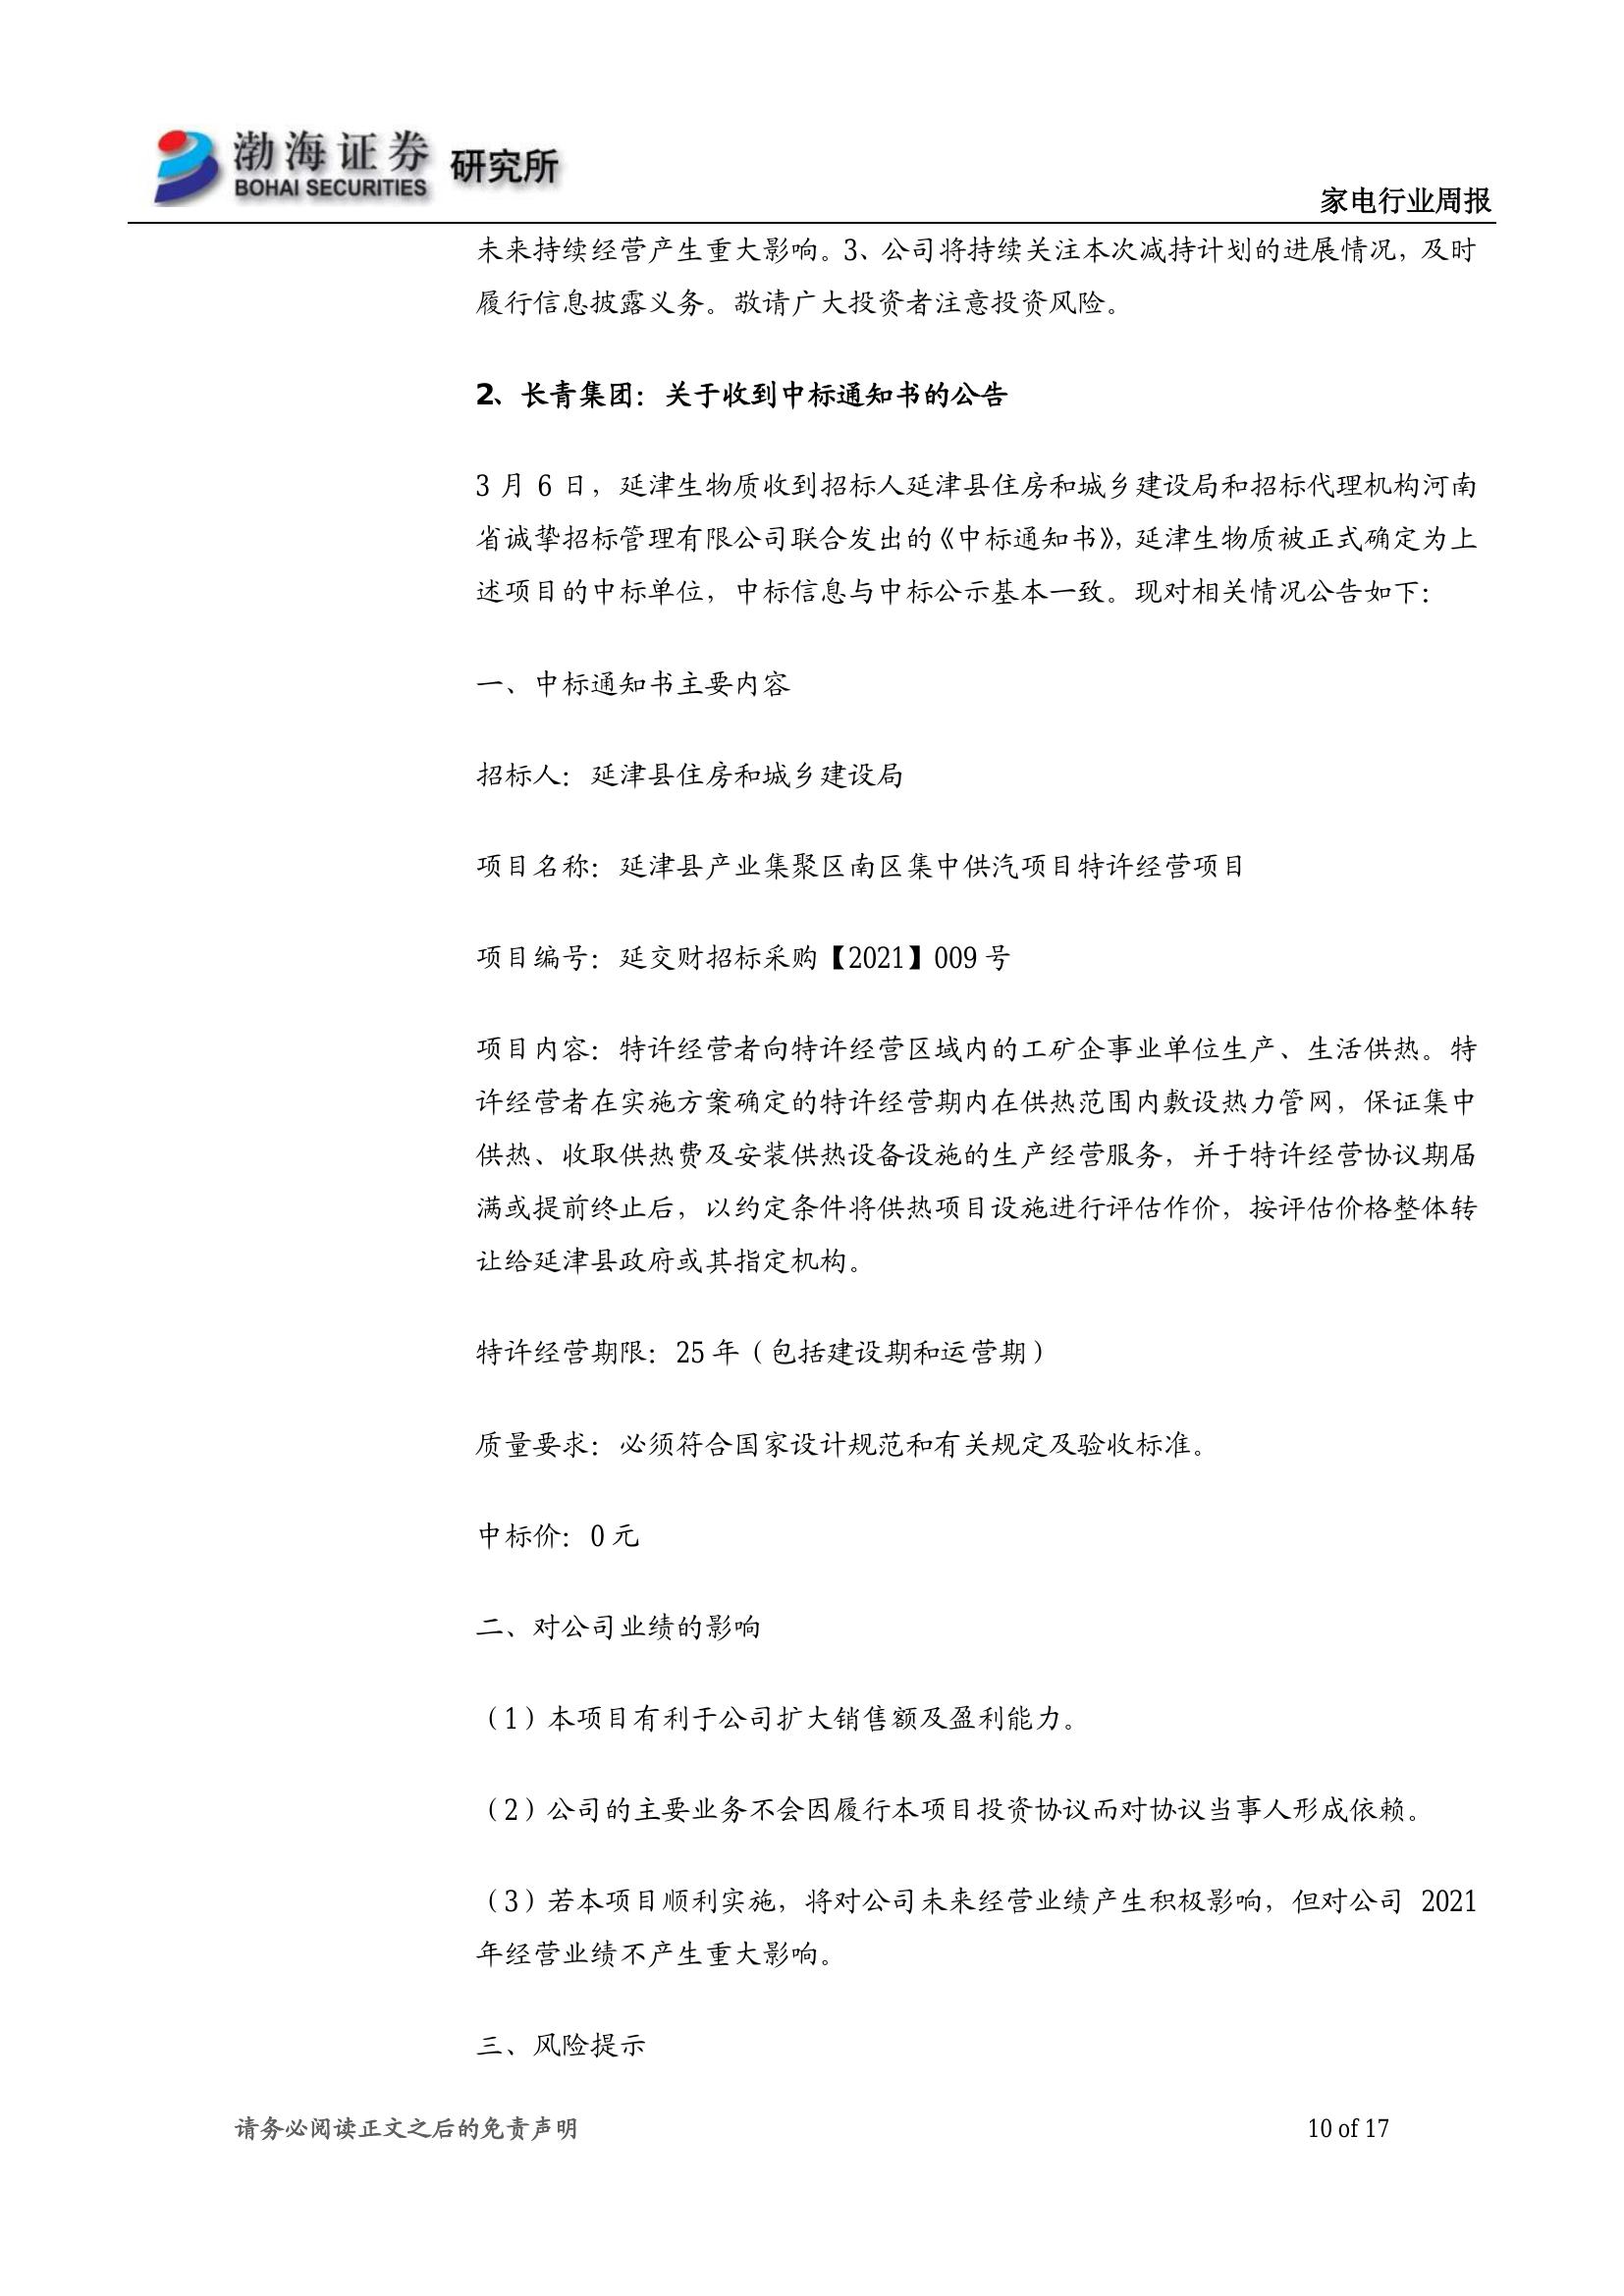 渤海证券 研究所
BOHAI SECURITIES
家电行业周报
未来持续经营产生重大影响。3、公司将持续关注本次减持计划的进展情况，及时
履行信息披露义务。敬请广大投资者注意投资风险。
2、长青集团：关于收到中标通知书的公告
3 月 6 日，延津生物质收到招标人延津县住房和城乡建设局和招标代理机构河南
省诚挚招标管理有限公司联合发出的《中标通知书》，延津生物质被正式确定为上
述项目的中标单位，中标信息与中标公示基本一致。现对相关情况公告如下：
一、中标通知书主要内容
招标人：延津县住房和城乡建设局
项目名称：延津县产业集聚区南区集中供汽项目特许经营项目
项目编号：延交财招标采购【2021】009 号
项目内容：特许经营者向特许经营区域内的工矿企事业单位生产、生活供热。特
许经营者在实施方案确定的特许经营期内在供热范围内敷设热力管网，保证集中
供热、收取供热费及安装供热设备设施的生产经营服务，并于特许经营协议期届
满或提前终止后，以约定条件将供热项目设施进行评估作价，按评估价格整体转
让给延津县政府或其指定机构。
特许经营期限：25 年（包括建设期和运营期）
质量要求：必须符合国家设计规范和有关规定及验收标准。
中标价：0 元
二、对公司业绩的影响
（1）本项目有利于公司扩大销售额及盈利能力。
（2）公司的主要业务不会因履行本项目投资协议而对协议当事人形成依赖。
（3）若本项目顺利实施，将对公司未来经营业绩产生积极影响，但对公司 2021
年经营业绩不产生重大影响。
三、风险提示
请务必阅读正文之后的免责声明
10 of 17